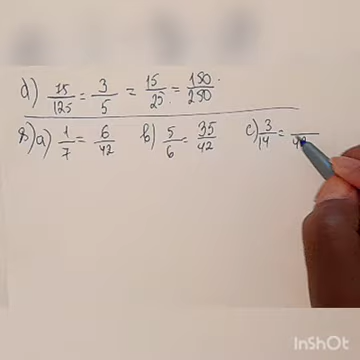 d) 75/125 = 3/5 = 15/25 = 150/250
8) a) 1/7 = 6/42 b) 5/6 = 35/42 c) 3/14 =
InShOt